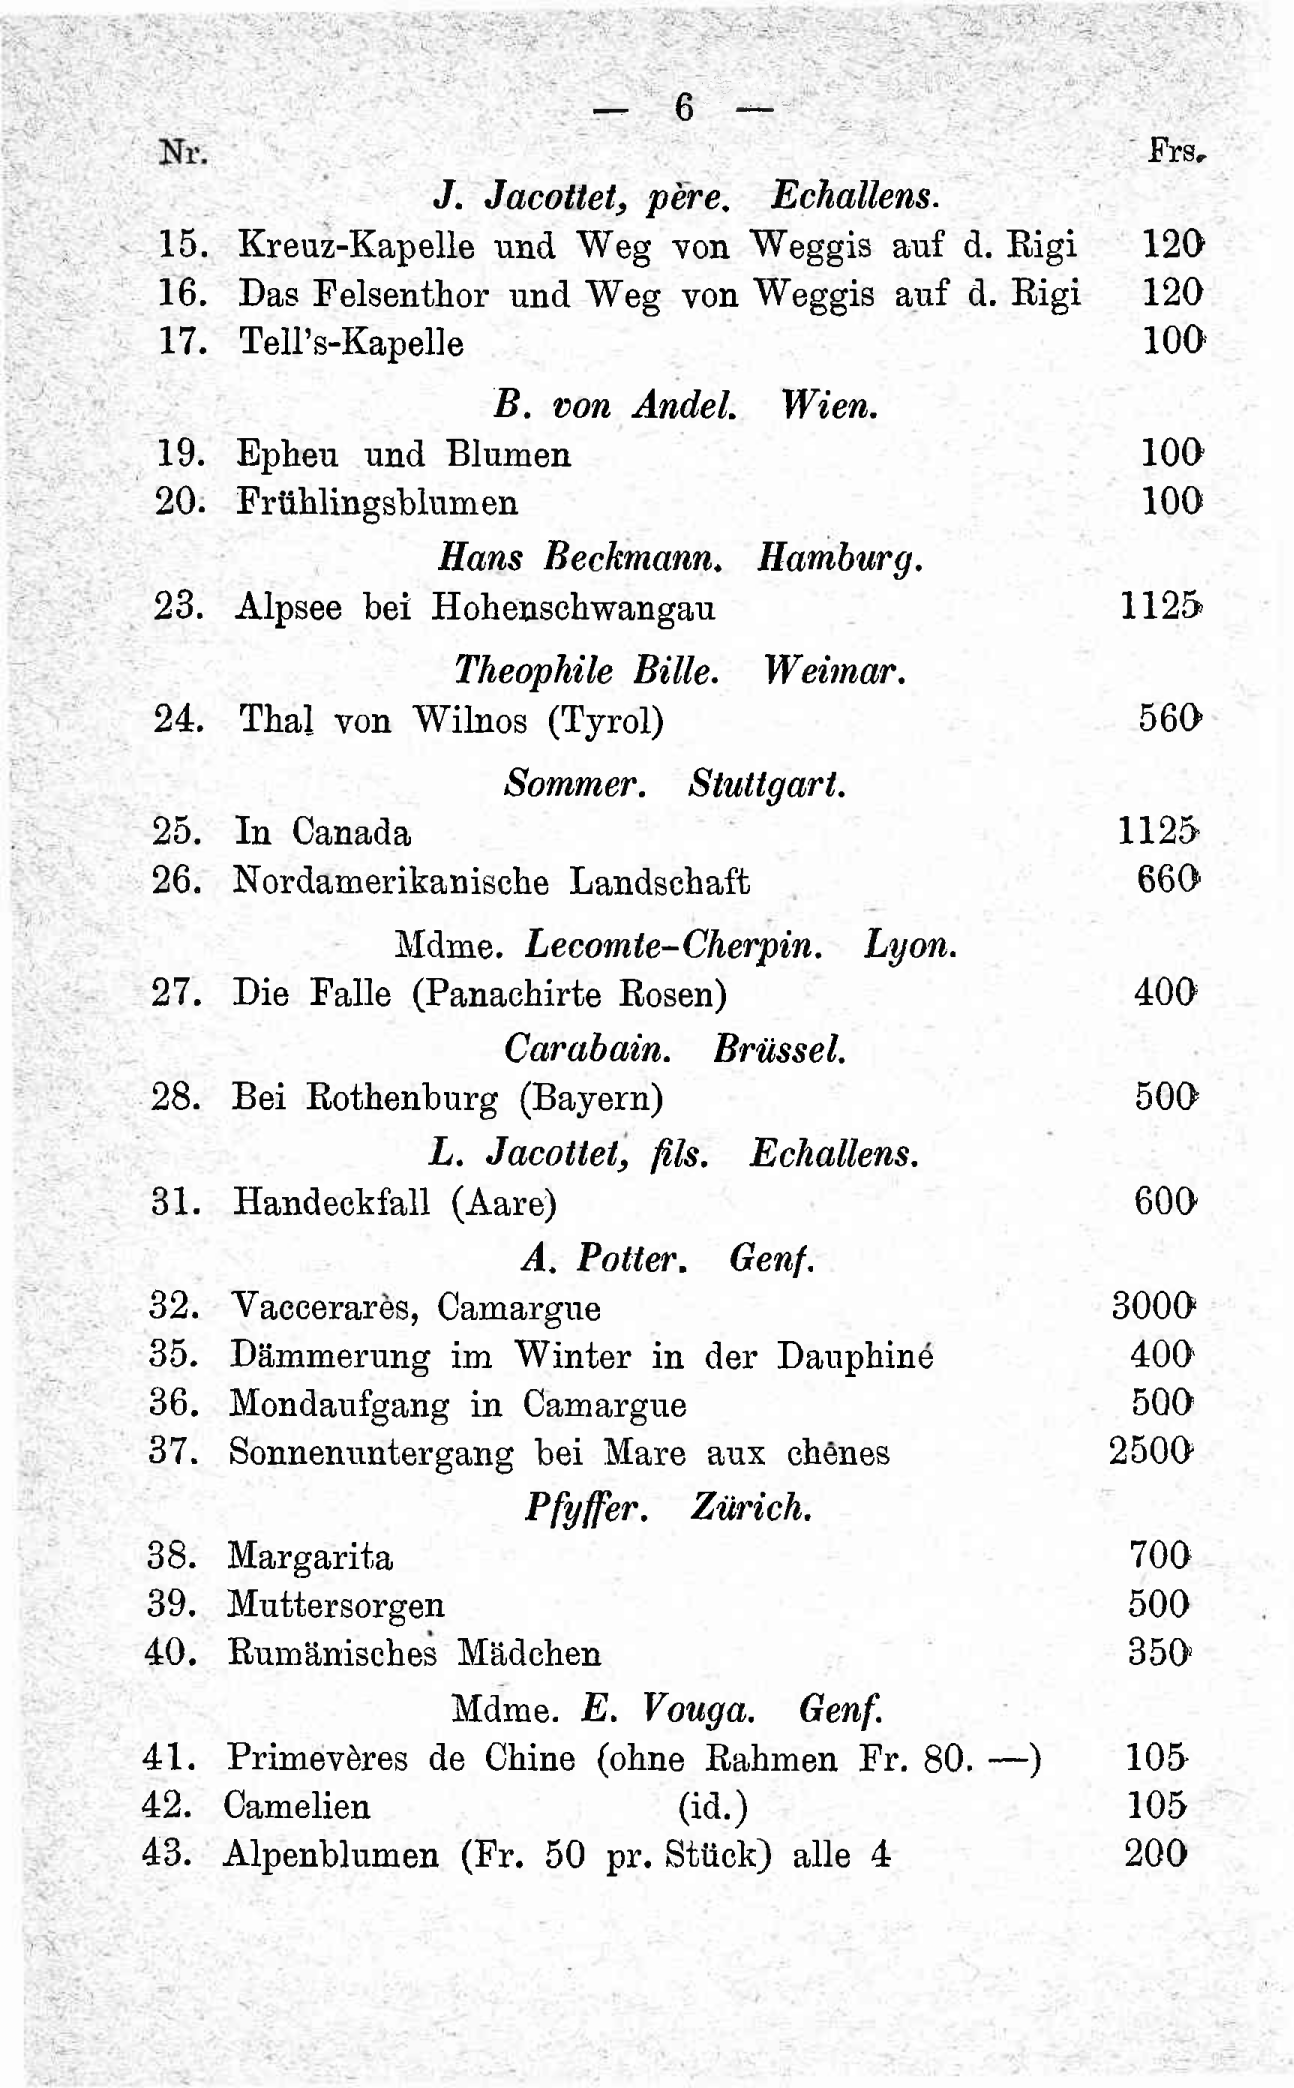 — 6 —
Nr. Frs.
J. Jacottet, père. Echallens.
15. Kreuz-Kapelle und Weg von Weggis auf d. Rigi 120
16. Das Felsenthor und Weg von Weggis auf d. Rigi 120
17. Tell's-Kapelle 100
B. von Andel. Wien.
19. Epheu und Blumen 100
20. Frühlingsblumen 100
Hans Beckmann. Hamburg.
23. Alpsee bei Hohenschwangau 1125
Theophile Bille. Weimar.
24. Thal von Wilnos (Tyrol) 560
Sommer. Stuttgart.
25. In Canada 1125
26. Nordamerikanische Landschaft 660
Mdme. Lecomte-Cherpin. Lyon.
27. Die Falle (Panachirte Rosen) 400
Carabain. Brüssel.
28. Bei Rothenburg (Bayern) 500
L. Jacottet, fils. Echallens.
31. Handeckfall (Aare) 600
A. Potter. Genf.
32. Vaccerarès, Camargue 3000
35. Dämmerung im Winter in der Dauphiné 400
36. Mondaufgang in Camargue 500
37. Sonnenuntergang bei Mare aux chênes 2500
Pfyffer. Zürich.
38. Margarita 700
39. Muttersorgen 500
40. Rumänisches Mädchen 350
Mdme. E. Vouga. Genf.
41. Primevères de Chine (ohne Rahmen Fr. 80. —) 105
42. Camelien (id.) 105
43. Alpenblumen (Fr. 50 pr. Stück) alle 4 200